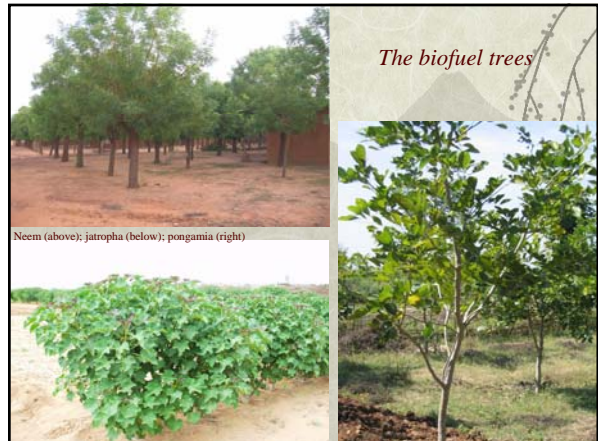 The biofuel trees
Neem (above); jatropha (below); pongamia (right)